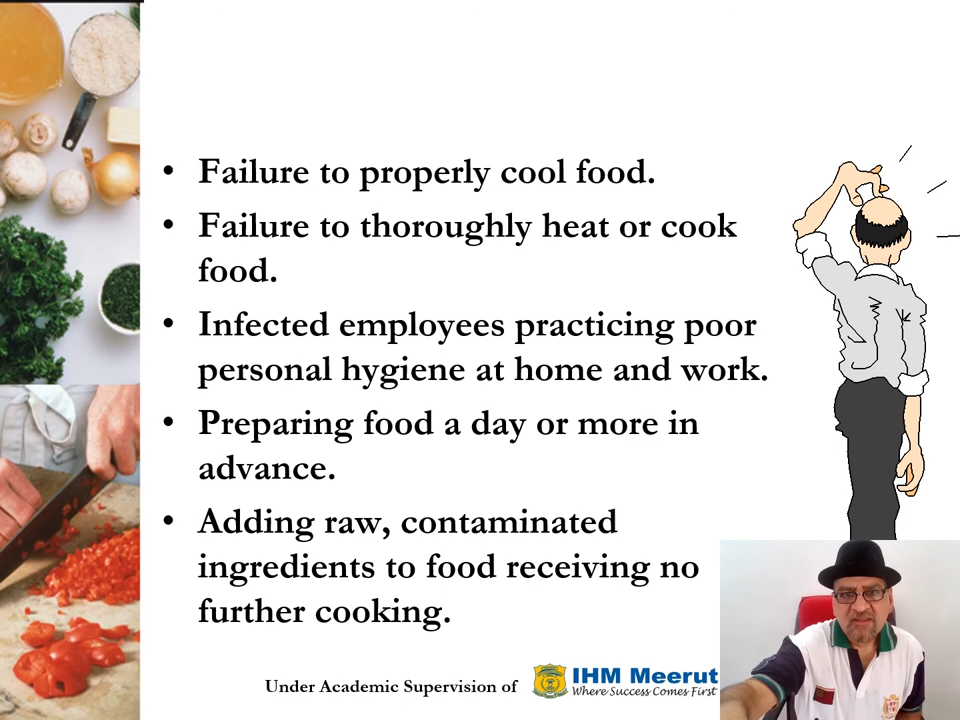 • Failure to properly cool food.
• Failure to thoroughly heat or cook
food.
• Infected employees practicing poor
personal hygiene at home and work.
• Preparing food a day or more in
advance.
• Adding raw, contaminated
ingredients to food receiving no
further cooking.
Under Academic Supervision of
IHM Meerut
Where Success Comes First